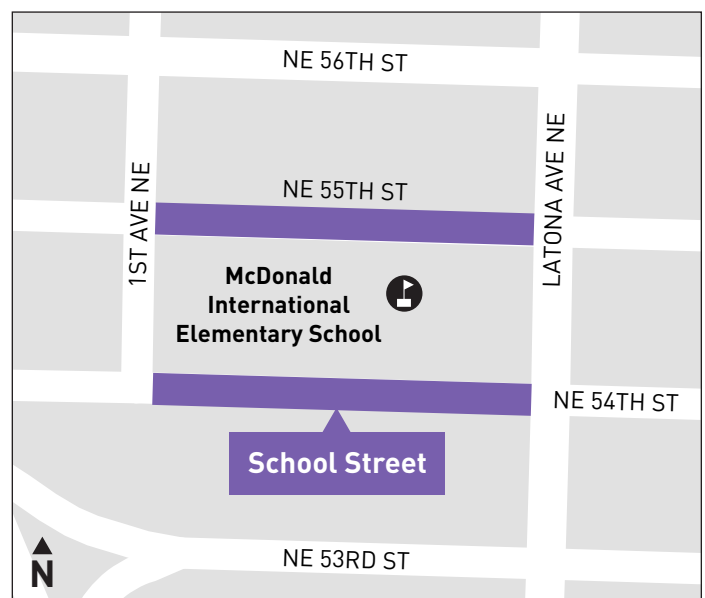 NE 56TH ST
LATONA AVE NE
NE 55TH ST
1ST AVE NE
McDonald
International
Elementary School
NE 54TH ST
School Street
NE 53RD ST
N